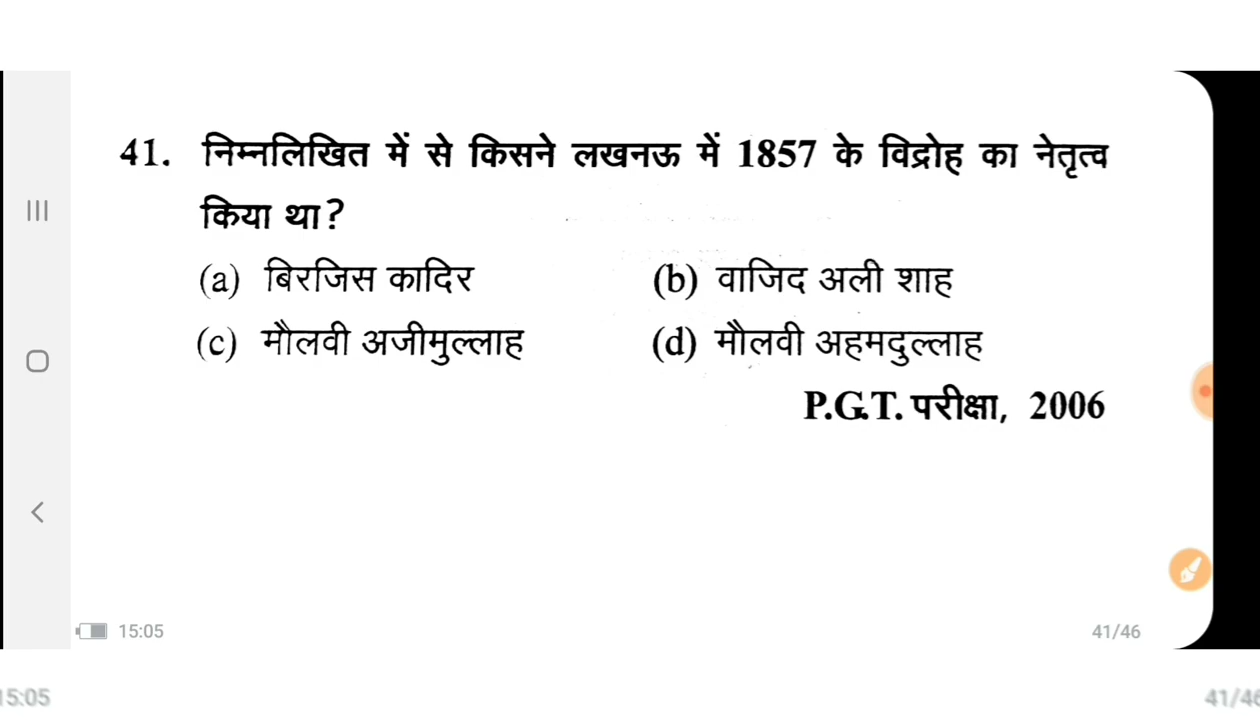 41. निम्नलिखित में से किसने लखनऊ में 1857 के विद्रोह का नेतृत्व
किया था?
(a) बिरजिस कादिर (b) वाजिद अली शाह
(c) मौलवी अजीमुल्लाह (d) मौलवी अहमदुल्लाह
P.G.T. परीक्षा, 2006
15:05 41/46
15:05 41/46